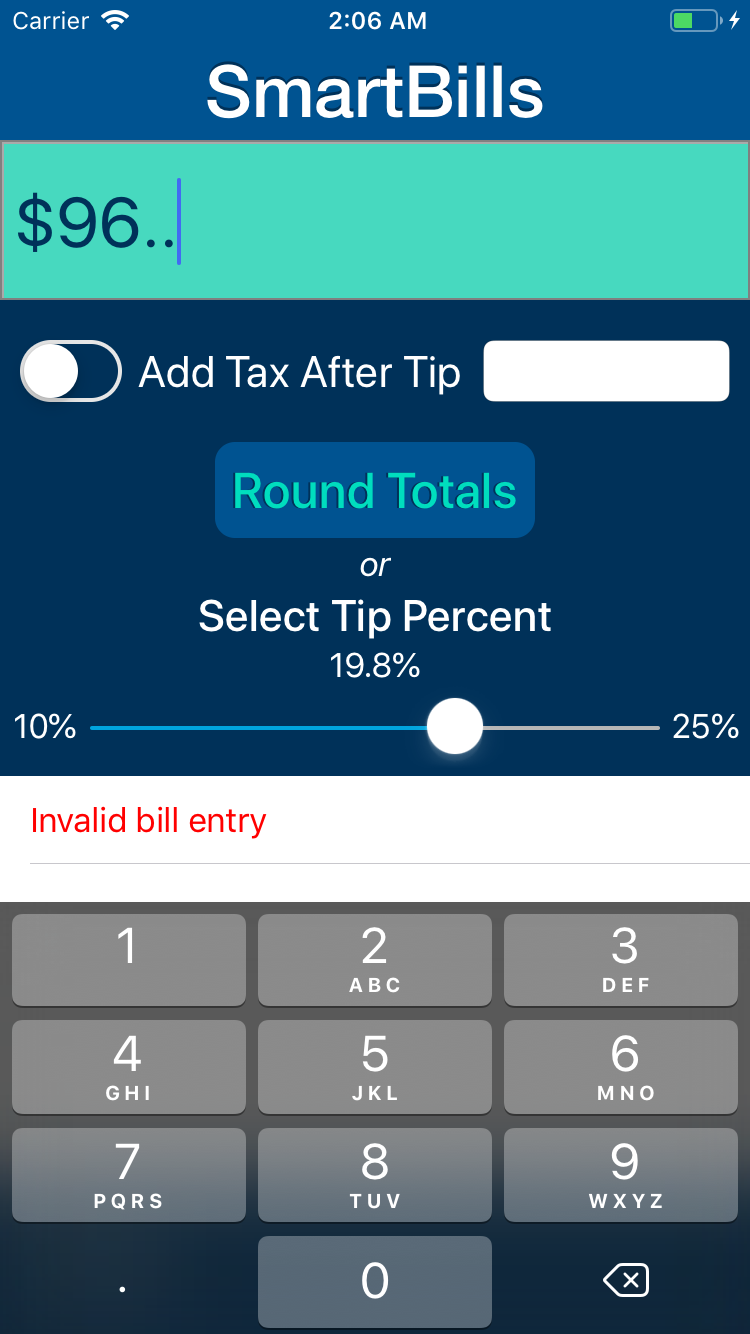 Carrier 2:06 AM
SmartBills
$96..
Add Tax After Tip
Round Totals
or
Select Tip Percent
19.8%
10% 25%
Invalid bill entry
1 2 3
ABC DEF
4 5 6
GHI JKL MNO
7 8 9
PQRS TUV WXYZ
. 0